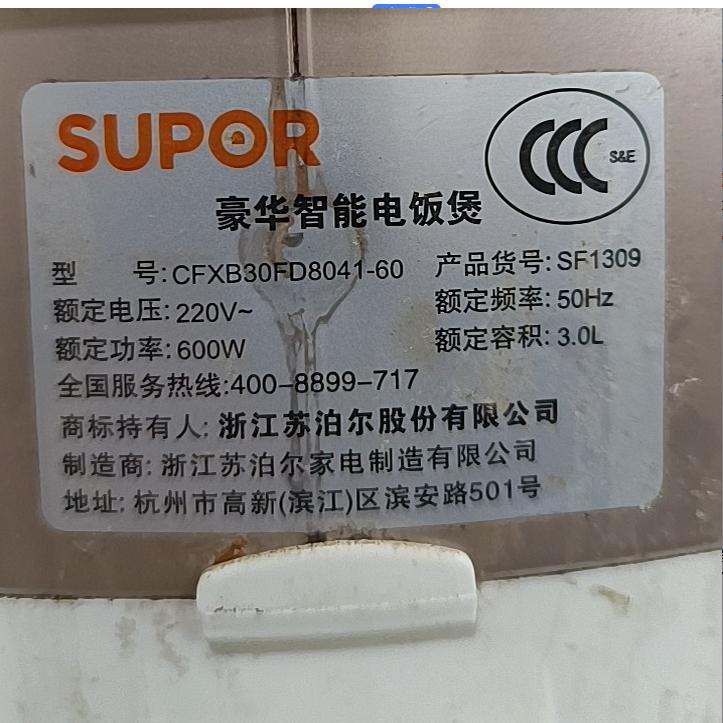 SUPOR
S&E
豪华智能电饭煲
型 号:CFXB30FD8041-60 产品货号:SF1309
额定电压:220V~ 额定频率:50Hz
额定功率:600W 额定容积:3.0L
全国服务热线:400-8899-717
商标持有人:浙江苏泊尔股份有限公司
制造商:浙江苏泊尔家电制造有限公司
地址:杭州市高新(滨江)区滨安路501号